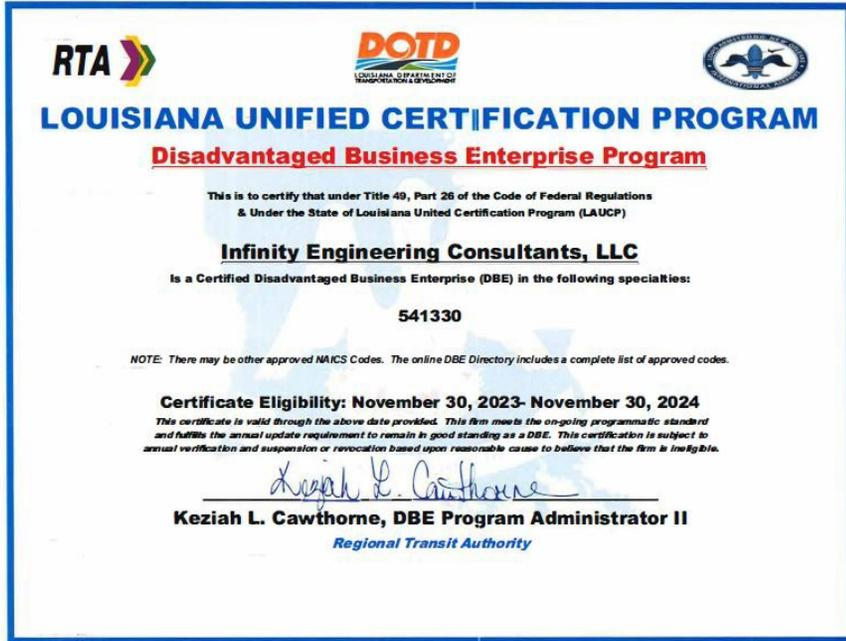 RTA
DOTD
LOUISIANA DEPARTMENT OF
TRANSPORTATION & DEVELOPMENT
LOUIS ARMSTRONG NEW ORLEANS
INTERNATIONAL AIRPORT
LOUISIANA UNIFIED CERTIFICATION PROGRAM
Disadvantaged Business Enterprise Program
This is to certify that under Title 49, Part 26 of the Code of Federal Regulations
& Under the State of Louisiana United Certification Program (LAUCP)
Infinity Engineering Consultants, LLC
Is a Certified Disadvantaged Business Enterprise (DBE) in the following specialties:
541330
NOTE: There may be other approved NAICS Codes. The online DBE Directory includes a complete list of approved codes.
Certificate Eligibility: November 30, 2023- November 30, 2024
This certificate is valid through the above date provided. This firm meets the on-going programmatic standard
and fulfills the annual update requirement to remain in good standing as a DBE. This certification is subject to
annual verification and suspension or revocation based upon reasonable cause to believe that the firm is ineligible.
Keziah L. Cawthorne
Keziah L. Cawthorne, DBE Program Administrator II
Regional Transit Authority